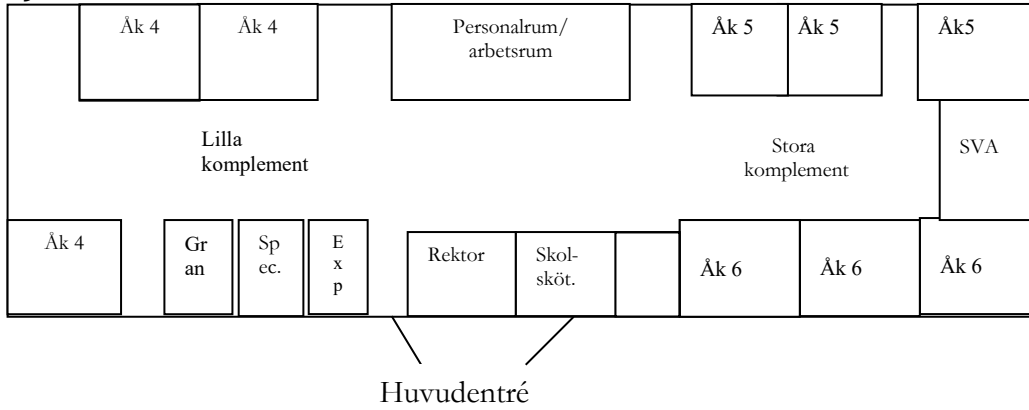 Åk 4
Åk 4
Personalrum/
arbetsrum
Åk 5
Åk 5
Åk5
Lilla
komplement
Stora
komplement
SVA
Åk 4
Gr
an
Sp
ec.
E
x
p
Rektor
Skol-
sköt.
Åk 6
Åk 6
Åk 6
Huvudentré